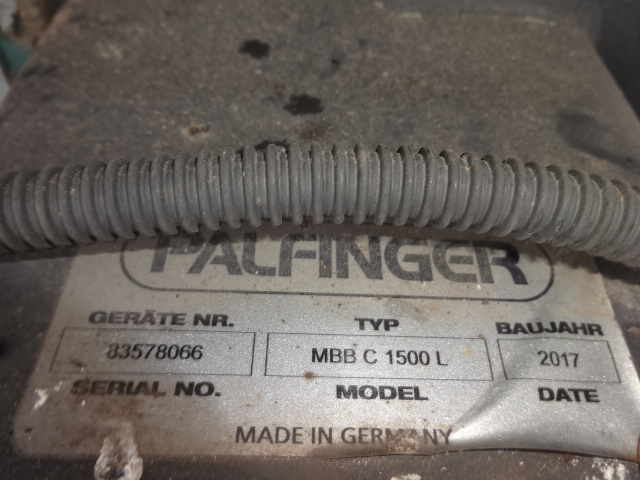 PALFINGER
GERÄTE NR. TYP BAUJAHR
83578066 MBB C 1500 L 2017
SERIAL NO. MODEL DATE
MADE IN GERMANY